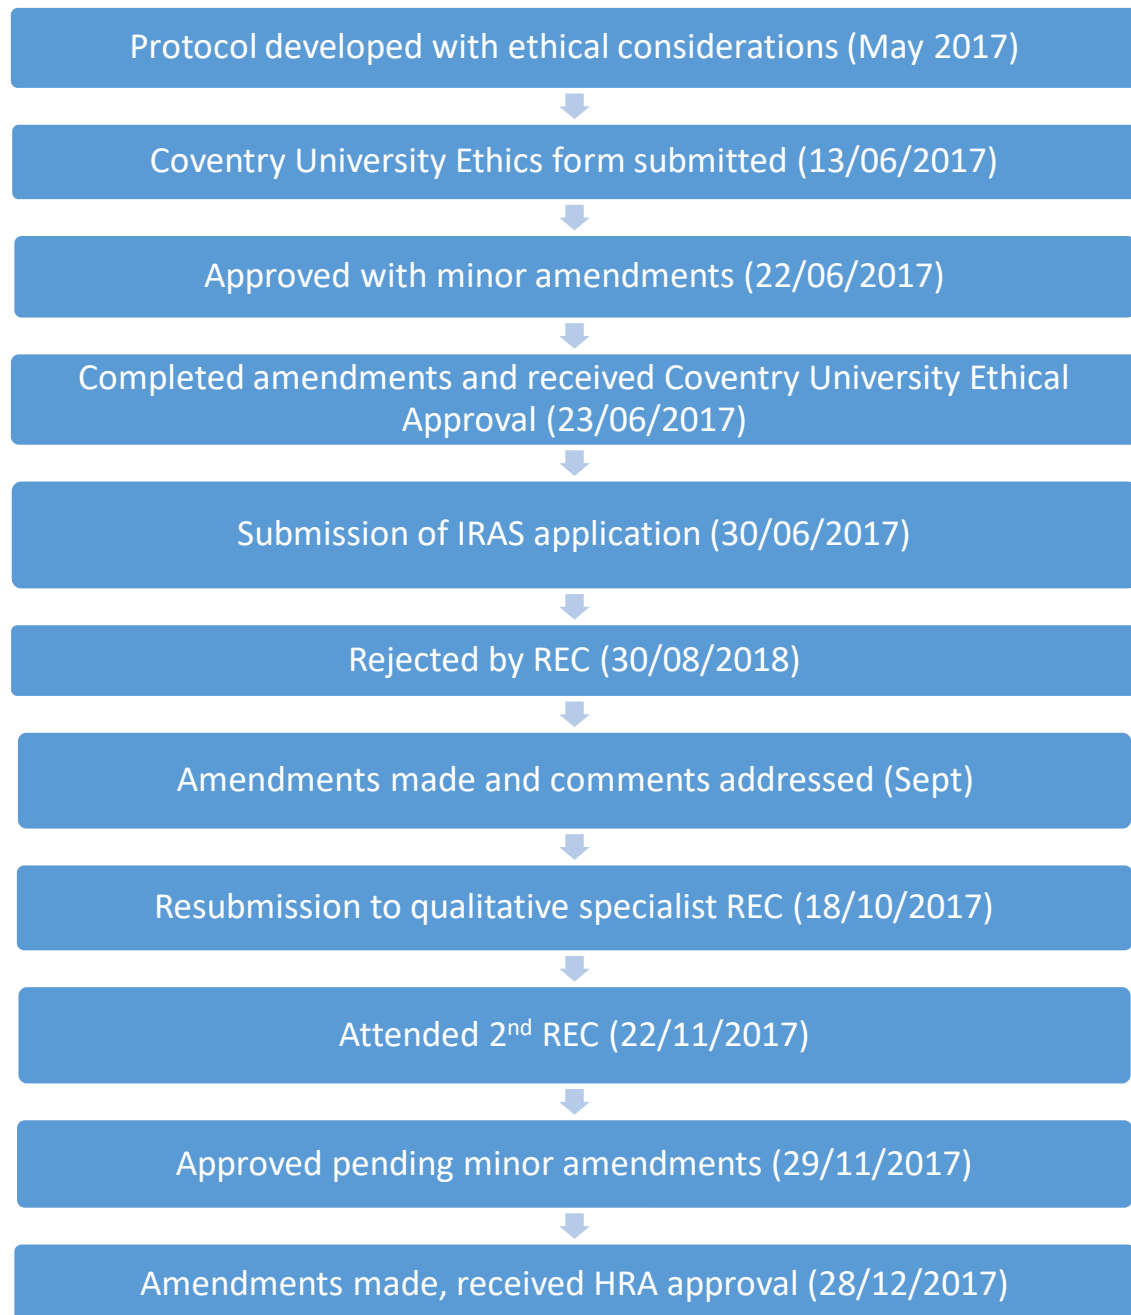 Protocol developed with ethical considerations (May 2017)
Coventry University Ethics form submitted (13/06/2017)
Approved with minor amendments (22/06/2017)
Completed amendments and received Coventry University Ethical
Approval (23/06/2017)
Submission of IRAS application (30/06/2017)
Rejected by REC (30/08/2018)
Amendments made and comments addressed (Sept)
Resubmission to qualitative specialist REC (18/10/2017)
Attended 2nd REC (22/11/2017)
Approved pending minor amendments (29/11/2017)
Amendments made, received HRA approval (28/12/2017)